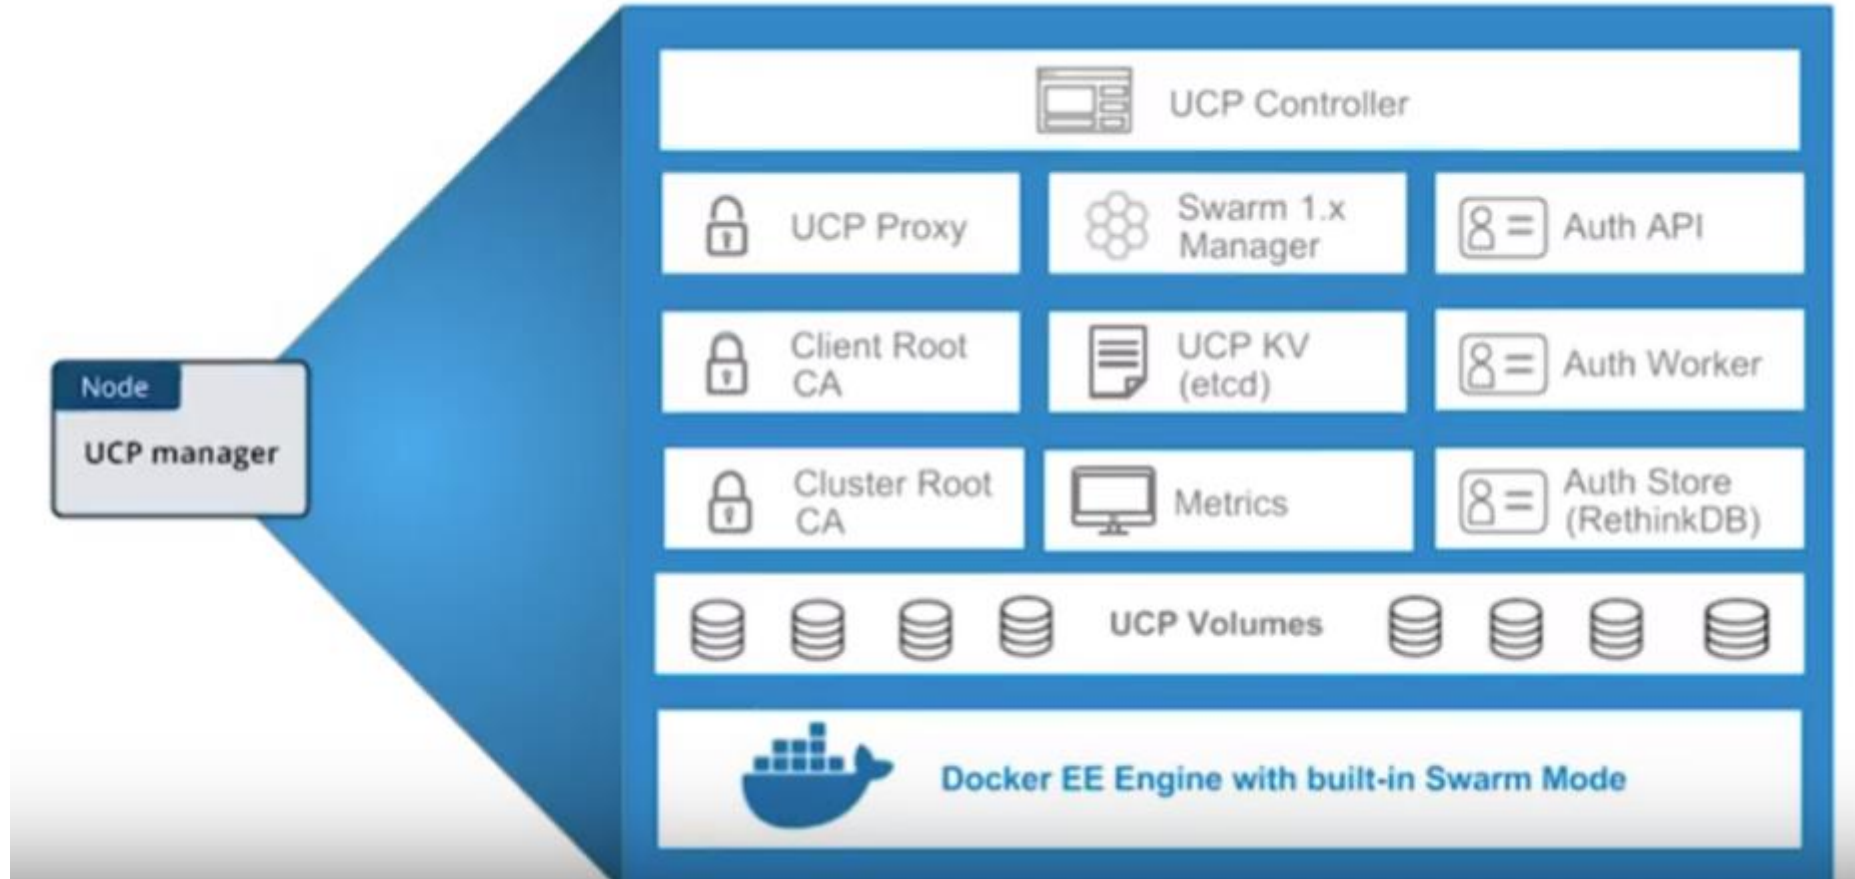 UCP Controller
UCP Proxy
Swarm 1.x
Manager
Auth API
Client Root
CA
UCP KV
(etcd)
Auth Worker
Node
UCP manager
Cluster Root
CA
Metrics
Auth Store
(RethinkDB)
UCP Volumes
Docker EE Engine with built-in Swarm Mode